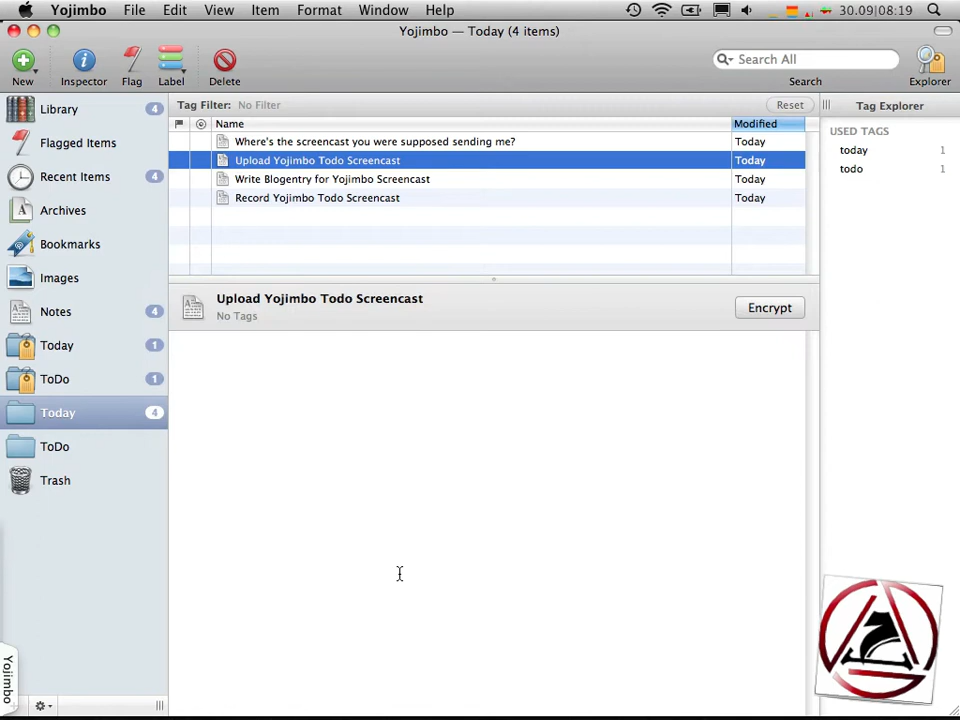 Yojimbo File Edit View Item Format Window Help 30.09|08:19
Yojimbo — Today (4 items)
New Inspector Flag Label Delete Search All Search Explorer
Library 4
Flagged Items
Recent Items 4
Archives
Bookmarks
Images
Notes 4
Today 1
ToDo 1
Today 4
ToDo
Trash
Tag Filter: No Filter Reset
Name Modified
Where's the screencast you were supposed sending me? Today
Upload Yojimbo Todo Screencast Today
Write Blogentry for Yojimbo Screencast Today
Record Yojimbo Todo Screencast Today
Upload Yojimbo Todo Screencast
No Tags
Encrypt
Tag Explorer
USED TAGS
today 1
todo 1
Yojimbo